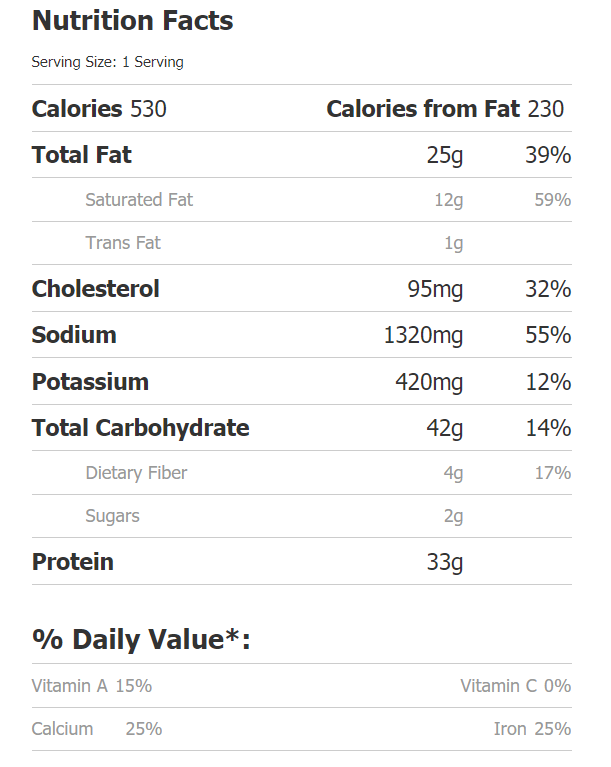 Nutrition Facts
Serving Size: 1 Serving
Calories 530 Calories from Fat 230
Total Fat 25g 39%
Saturated Fat 12g 59%
Trans Fat 1g
Cholesterol 95mg 32%
Sodium 1320mg 55%
Potassium 420mg 12%
Total Carbohydrate 42g 14%
Dietary Fiber 4g 17%
Sugars 2g
Protein 33g
% Daily Value*:
Vitamin A 15% Vitamin C 0%
Calcium 25% Iron 25%